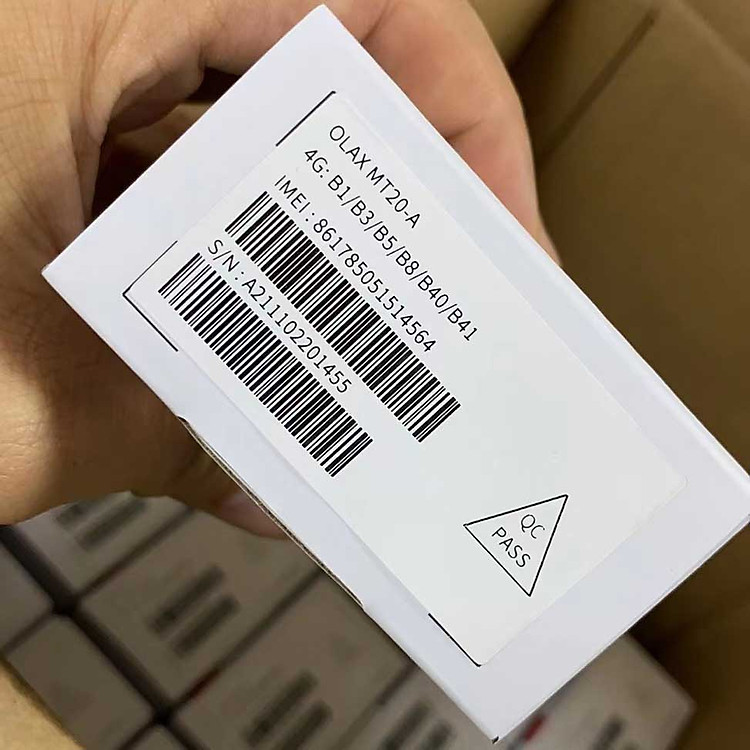 OLAX MT20-A
4G: B1/B3/B5/B8/B40/B41
IMEI : 861785051514564
S/N : A211102201455
QC
PASS